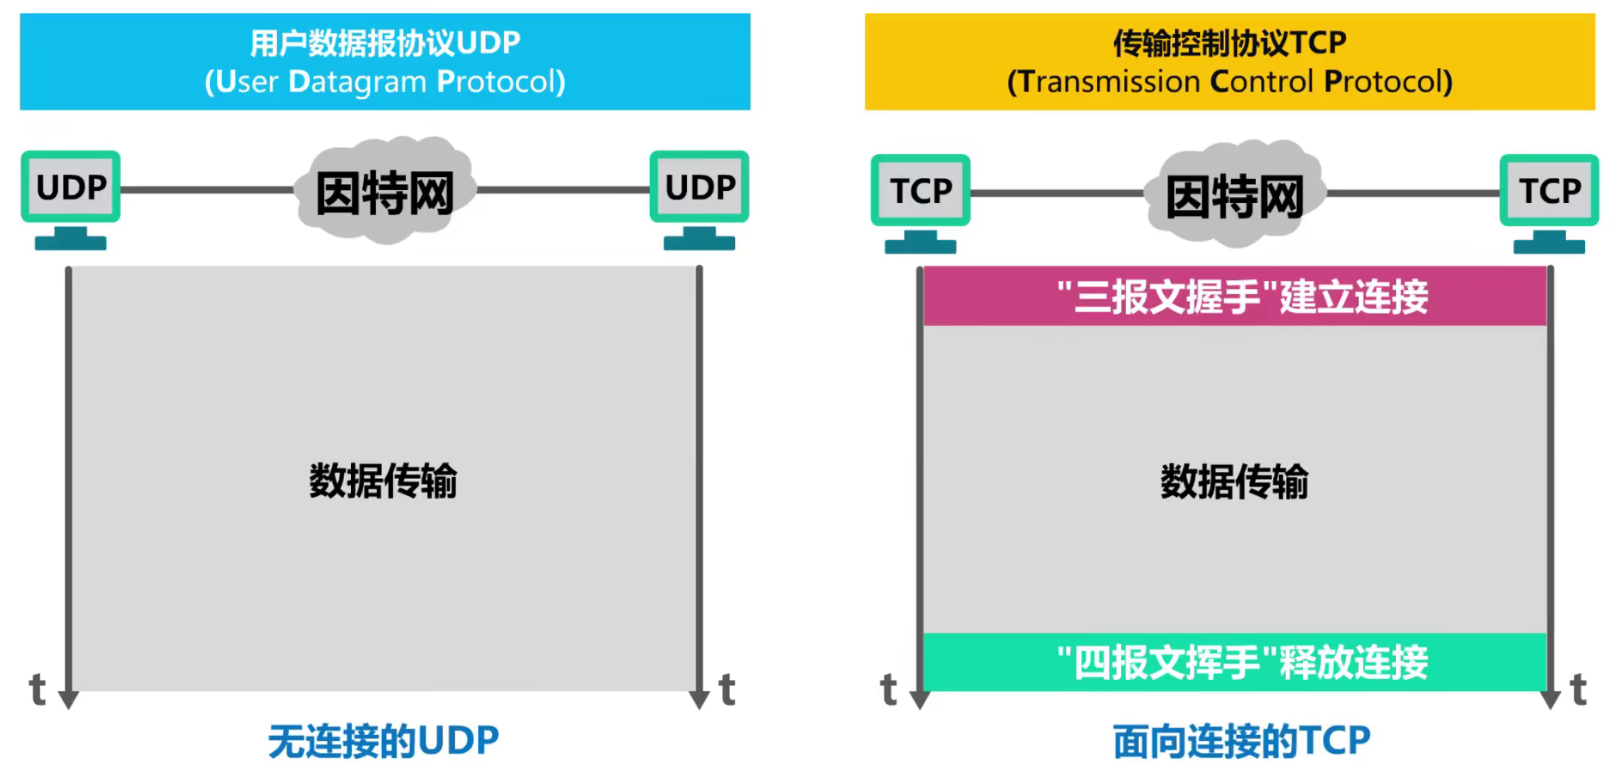 用户数据报协议UDP
(User Datagram Protocol)
UDP
因特网
UDP
数据传输
t
t
无连接的UDP
传输控制协议TCP
(Transmission Control Protocol)
TCP
因特网
TCP
"三报文握手"建立连接
数据传输
"四报文挥手"释放连接
t
t
面向连接的TCP